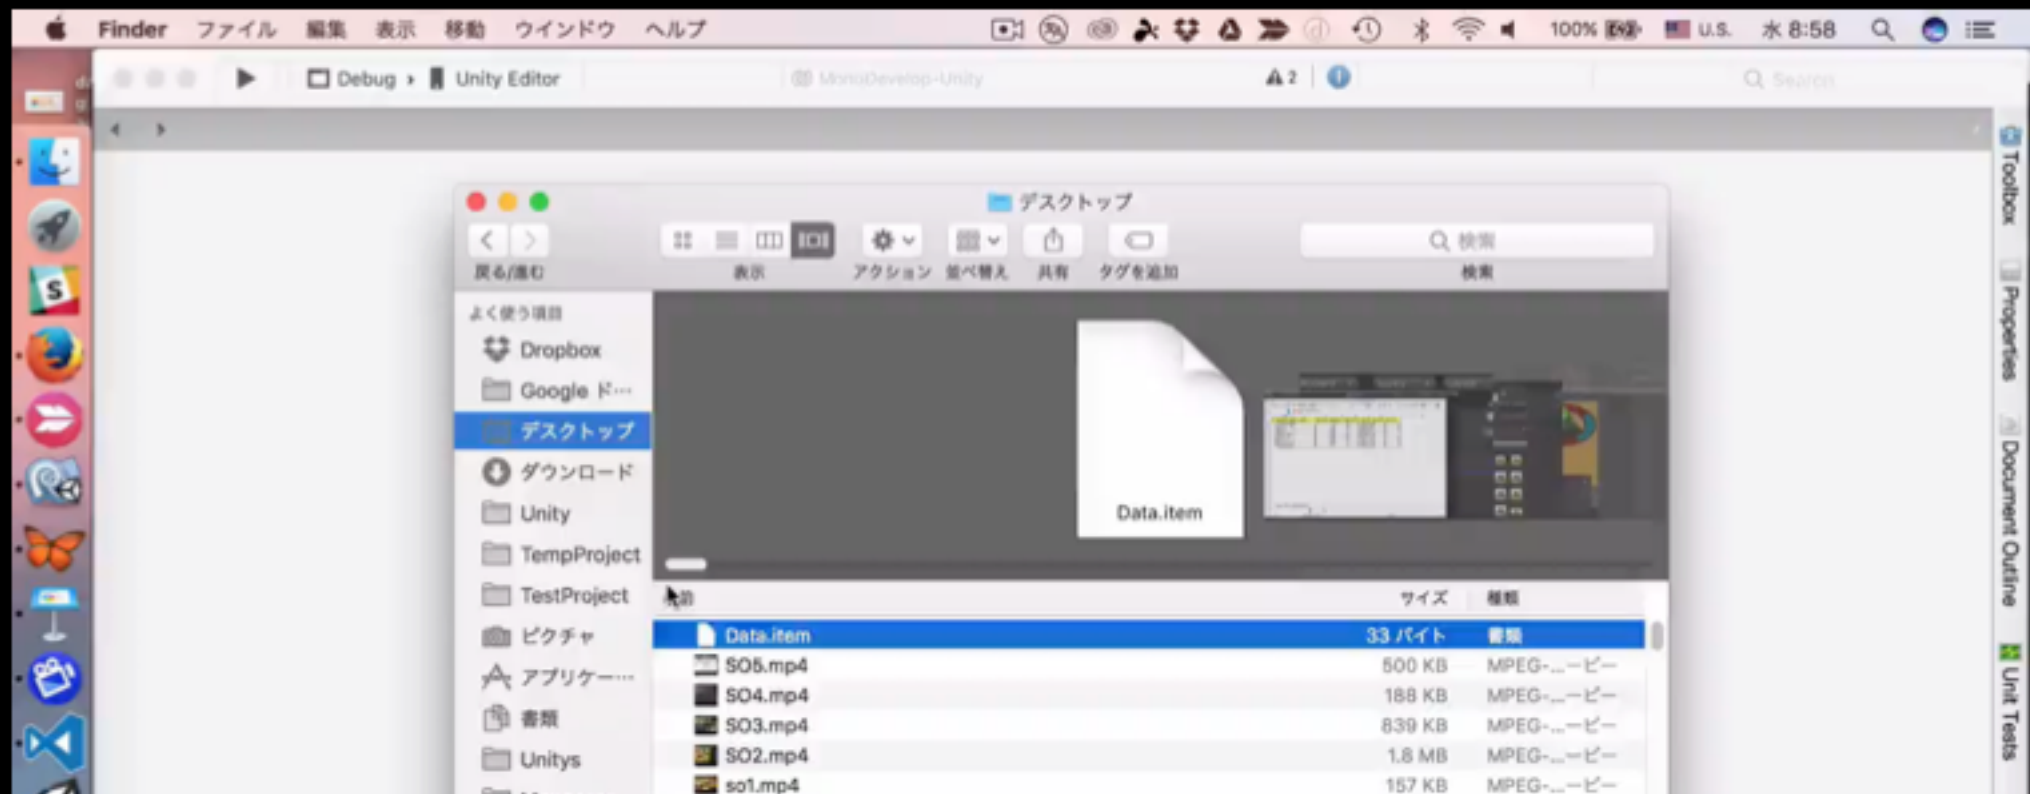 Finder ファイル 編集 表示 移動 ウインドウ ヘルプ 100% U.S. 水 8:58
Debug › Unity Editor MonoDevelop-Unity 2 Search
デスクトップ
検索
戻る/進む 表示 アクション 並べ替え 共有 タグを追加 検索
よく使う項目
Dropbox
Google ド…
デスクトップ
ダウンロード
Unity
TempProject
TestProject
ピクチャ
アプリケー…
書類
Unitys
Data.item
サイズ 種類
Data.item 33 バイト 書類
SO5.mp4 500 KB MPEG-...ービー
SO4.mp4 188 KB MPEG-...ービー
SO3.mp4 839 KB MPEG-...ービー
SO2.mp4 1.8 MB MPEG-...ービー
so1.mp4 157 KB MPEG-...ービー
Toolbox
Properties
Document Outline
Unit Tests